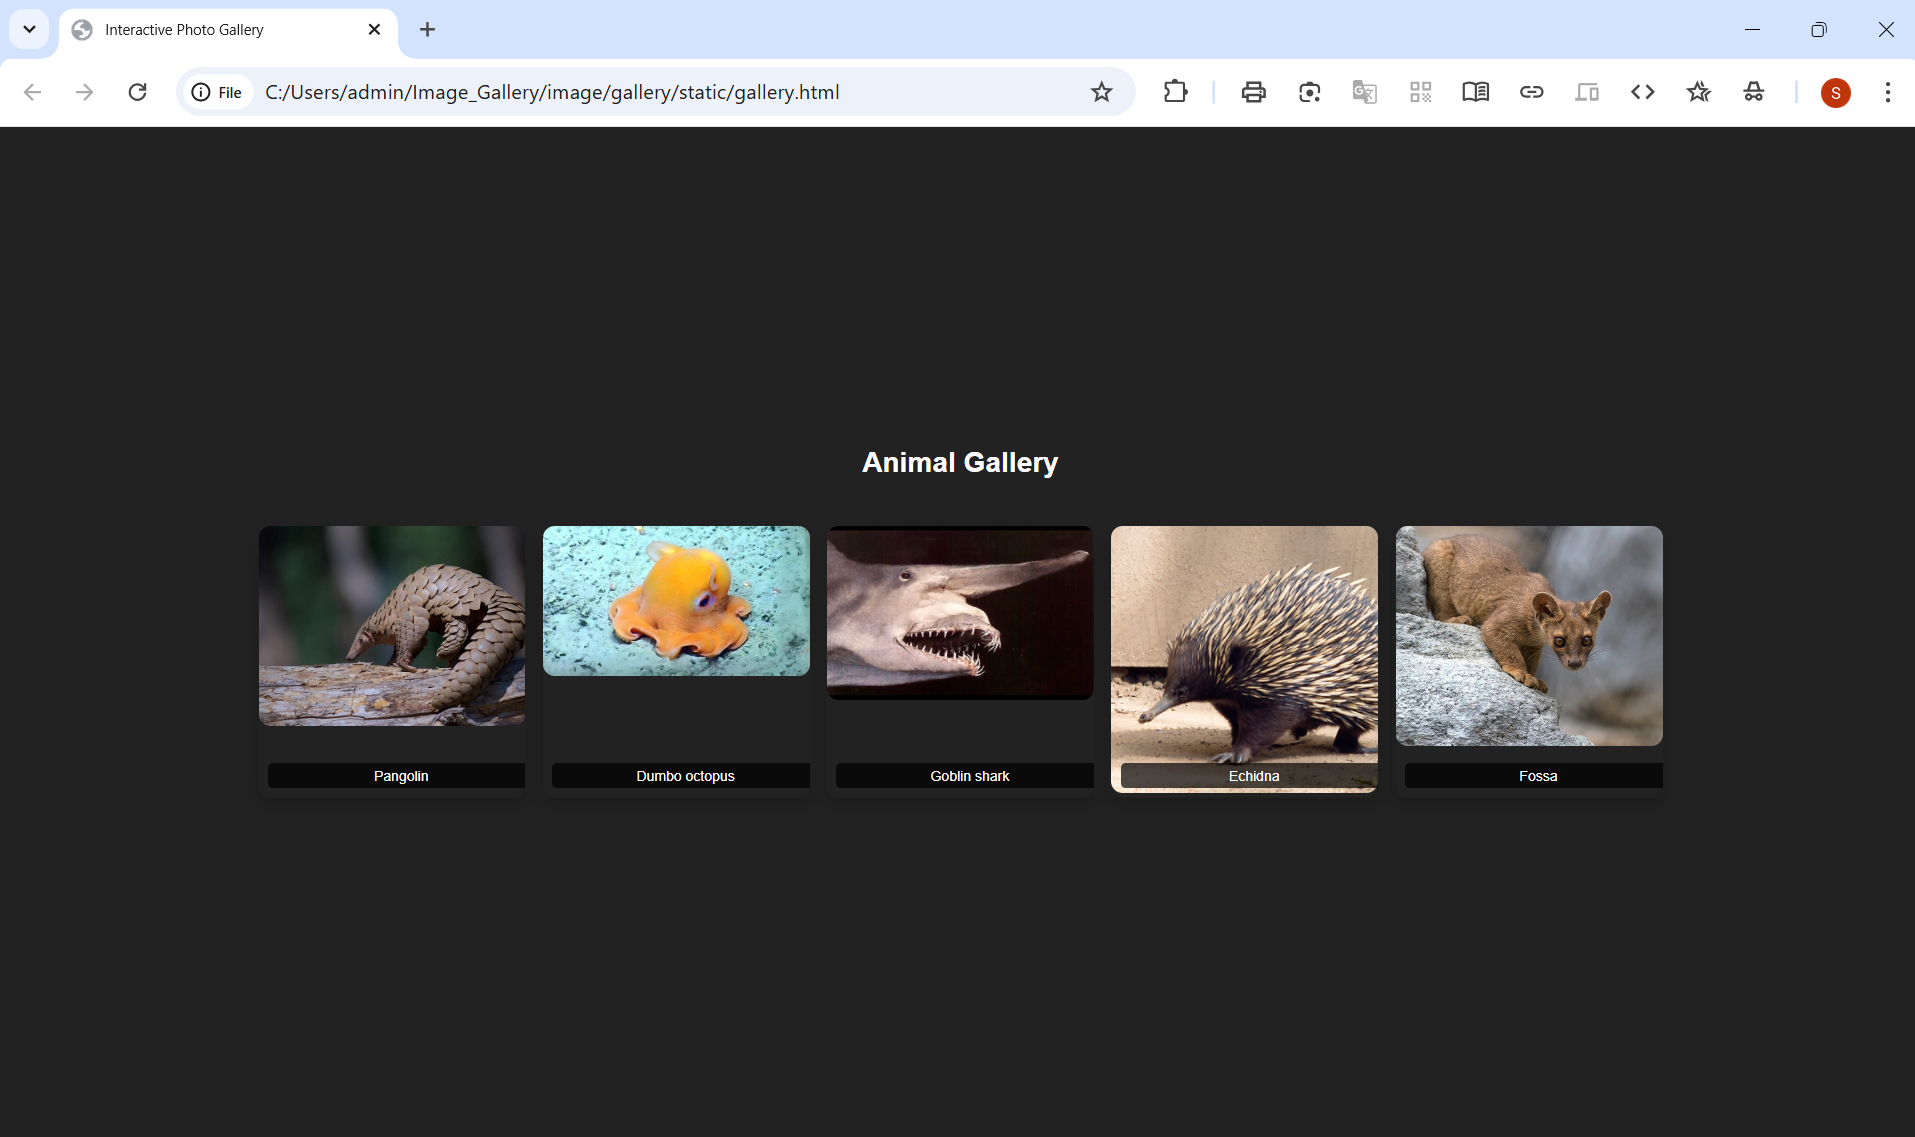 Interactive Photo Gallery
File C:/Users/admin/Image_Gallery/image/gallery/static/gallery.html
S
Animal Gallery
Pangolin
Dumbo octopus
Goblin shark
Echidna
Fossa